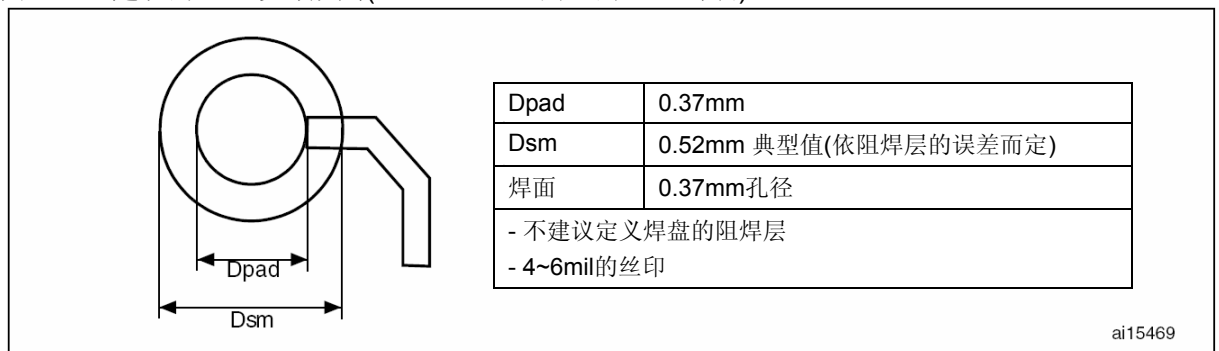 Dpad 0.37mm
Dsm 0.52mm 典型值(依阻焊层的误差而定)
焊面 0.37mm孔径
- 不建议定义焊盘的阻焊层
- 4~6mil的丝印
Dpad
Dsm
ai15469